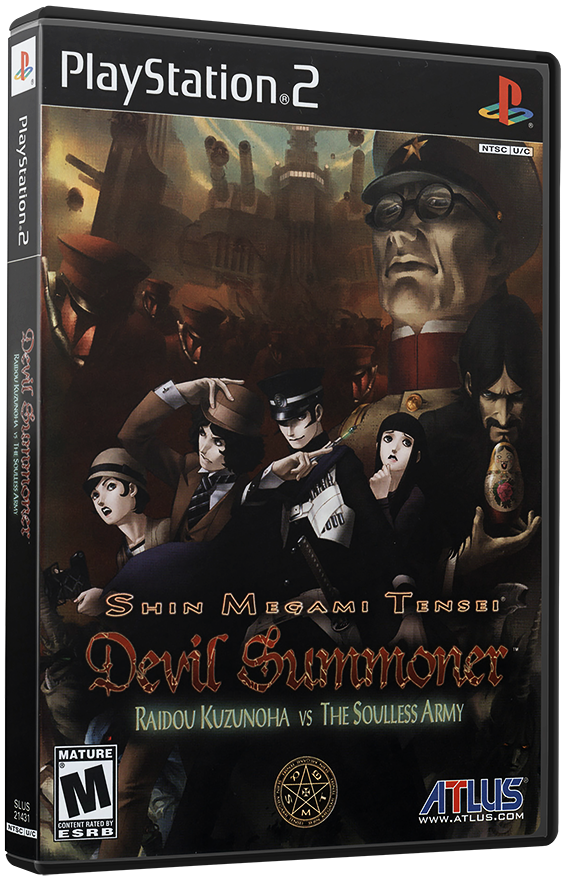 PlayStation®2
PlayStation®2
NTSC U/C
Devil Summoner
RAIDOU KUZUNOHA VS THE SOULLESS ARMY
SHIN MEGAMI TENSEI®
Devil Summoner™
RAIDOU KUZUNOHA VS THE SOULLESS ARMY
MATURE
M
CONTENT RATED BY
ESRB
SLUS
21431
NTSC U/C
ATLUS®
WWW.ATLUS.COM